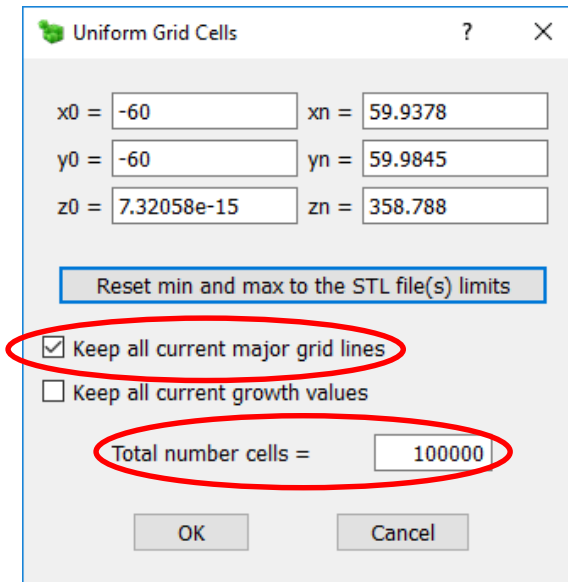 Uniform Grid Cells ?
x0 = -60 xn = 59.9378
y0 = -60 yn = 59.9845
z0 = 7.32058e-15 zn = 358.788
Reset min and max to the STL file(s) limits
Keep all current major grid lines
Keep all current growth values
Total number cells = 100000
OK Cancel